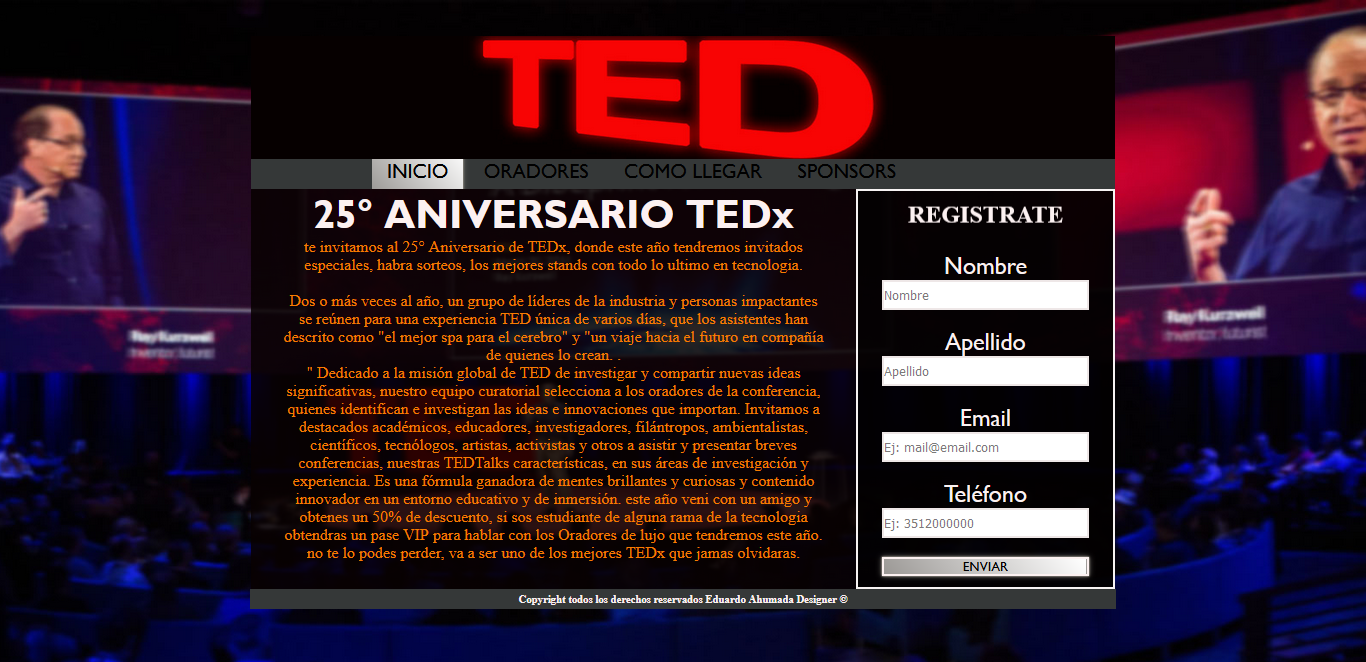 TED
INICIO ORADORES COMO LLEGAR SPONSORS
25° ANIVERSARIO TEDx
te invitamos al 25° Aniversario de TEDx, donde este año tendremos invitados
especiales, habra sorteos, los mejores stands con todo lo ultimo en tecnologia.
Dos o más veces al año, un grupo de líderes de la industria y personas impactantes
se reúnen para una experiencia TED única de varios días, que los asistentes han
descrito como "el mejor spa para el cerebro" y "un viaje hacia el futuro en compañía
de quienes lo crean. .
" Dedicado a la misión global de TED de investigar y compartir nuevas ideas
significativas, nuestro equipo curatorial selecciona a los oradores de la conferencia,
quienes identifican e investigan las ideas e innovaciones que importan. Invitamos a
destacados académicos, educadores, investigadores, filántropos, ambientalistas,
científicos, tecnólogos, artistas, activistas y otros a asistir y presentar breves
conferencias, nuestras TEDTalks características, en sus áreas de investigación y
experiencia. Es una fórmula ganadora de mentes brillantes y curiosas y contenido
innovador en un entorno educativo y de inmersión. este año veni con un amigo y
obtenes un 50% de descuento, si sos estudiante de alguna rama de la tecnologia
obtendras un pase VIP para hablar con los Oradores de lujo que tendremos este año.
no te lo podes perder, va a ser uno de los mejores TEDx que jamas olvidaras.
REGISTRATE
Nombre
Nombre
Apellido
Apellido
Email
Ej: mail@email.com
Teléfono
Ej: 3512000000
ENVIAR
Ray Kurzweil
inventor, futurist
Ray Kurzweil
inventor, futurist
Copyright todos los derechos reservados Eduardo Ahumada Designer ©